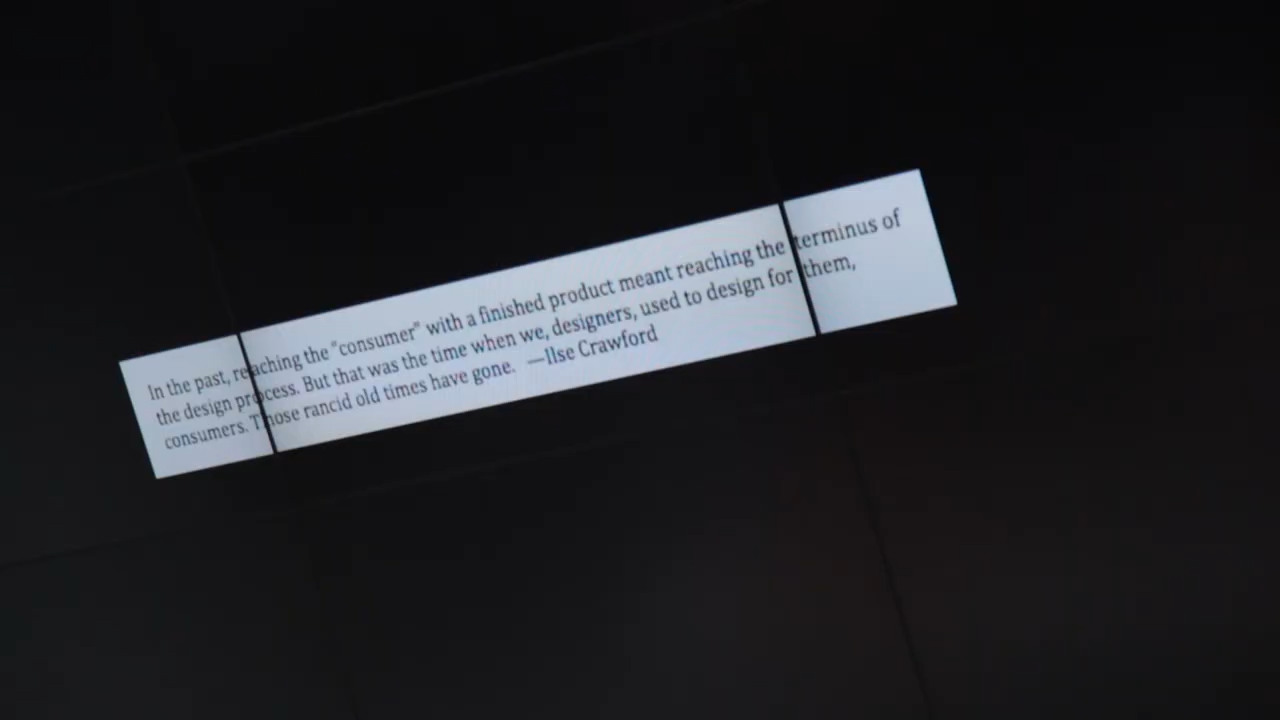 In the past, reaching the “consumer” with a finished product meant reaching the terminus of
the design process. But that was the time when we, designers, used to design for them,
consumers. Those rancid old times have gone. —Ilse Crawford